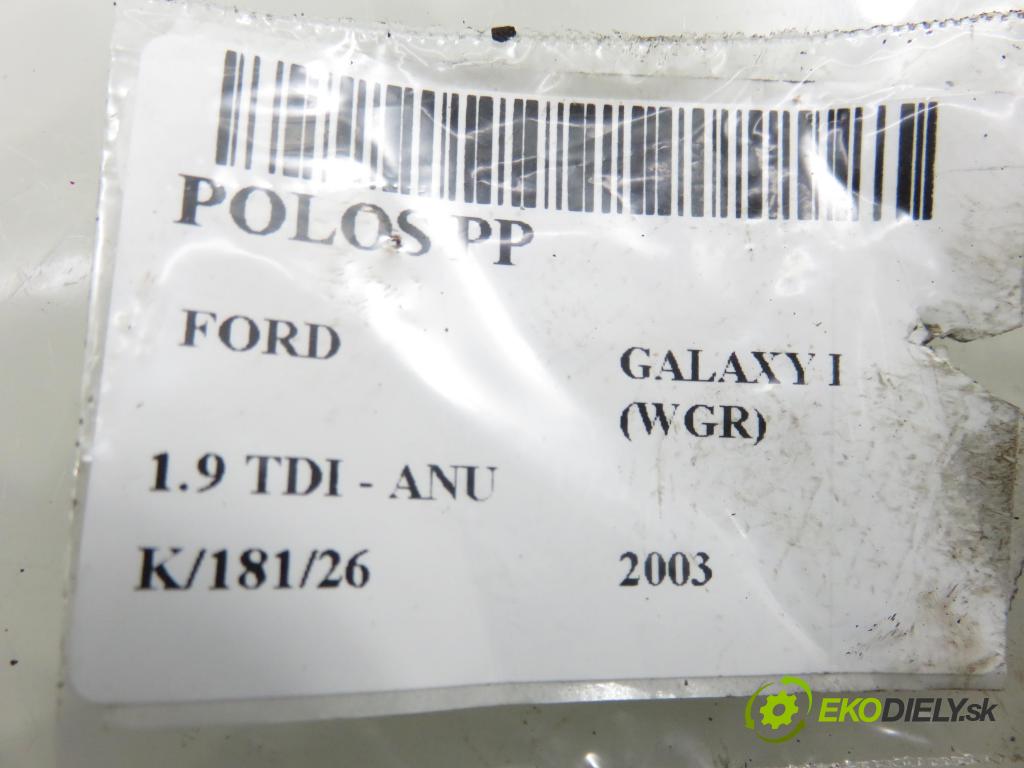 POLOS PP
FORD
GALAXY I
(WGR)
1.9 TDI - ANU
K/181/26
2003
EKODIELY.sk